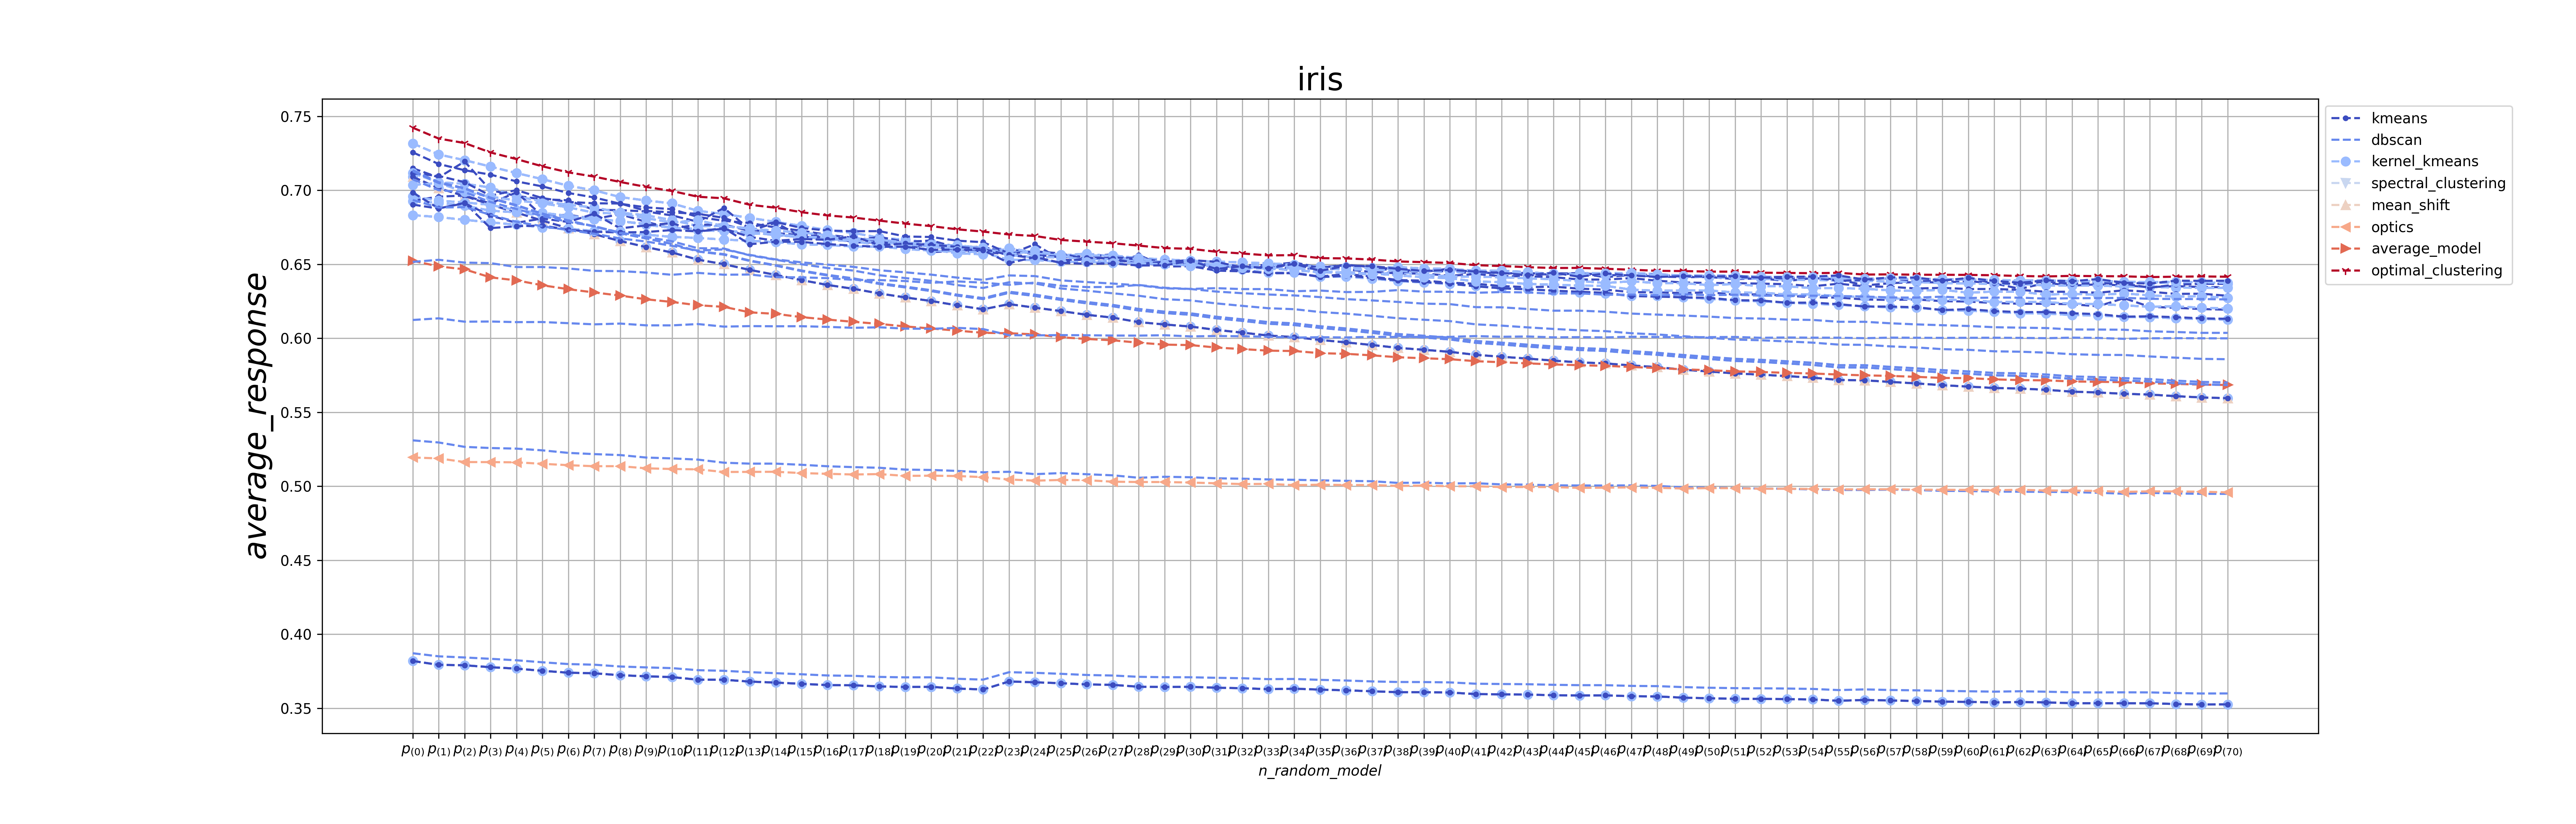 iris
0.75
0.70
0.65
0.60
0.55
0.50
0.45
0.40
0.35
average_response
p(0) p(1) p(2) p(3) p(4) p(5) p(6) p(7) p(8) p(9) p(10) p(11) p(12) p(13) p(14) p(15) p(16) p(17) p(18) p(19) p(20) p(21) p(22) p(23) p(24) p(25) p(26) p(27) p(28) p(29) p(30) p(31) p(32) p(33) p(34) p(35) p(36) p(37) p(38) p(39) p(40) p(41) p(42) p(43) p(44) p(45) p(46) p(47) p(48) p(49) p(50) p(51) p(52) p(53) p(54) p(55) p(56) p(57) p(58) p(59) p(60) p(61) p(62) p(63) p(64) p(65) p(66) p(67) p(68) p(69) p(70)
n_random_model
kmeans
dbscan
kernel_kmeans
spectral_clustering
mean_shift
optics
average_model
optimal_clustering